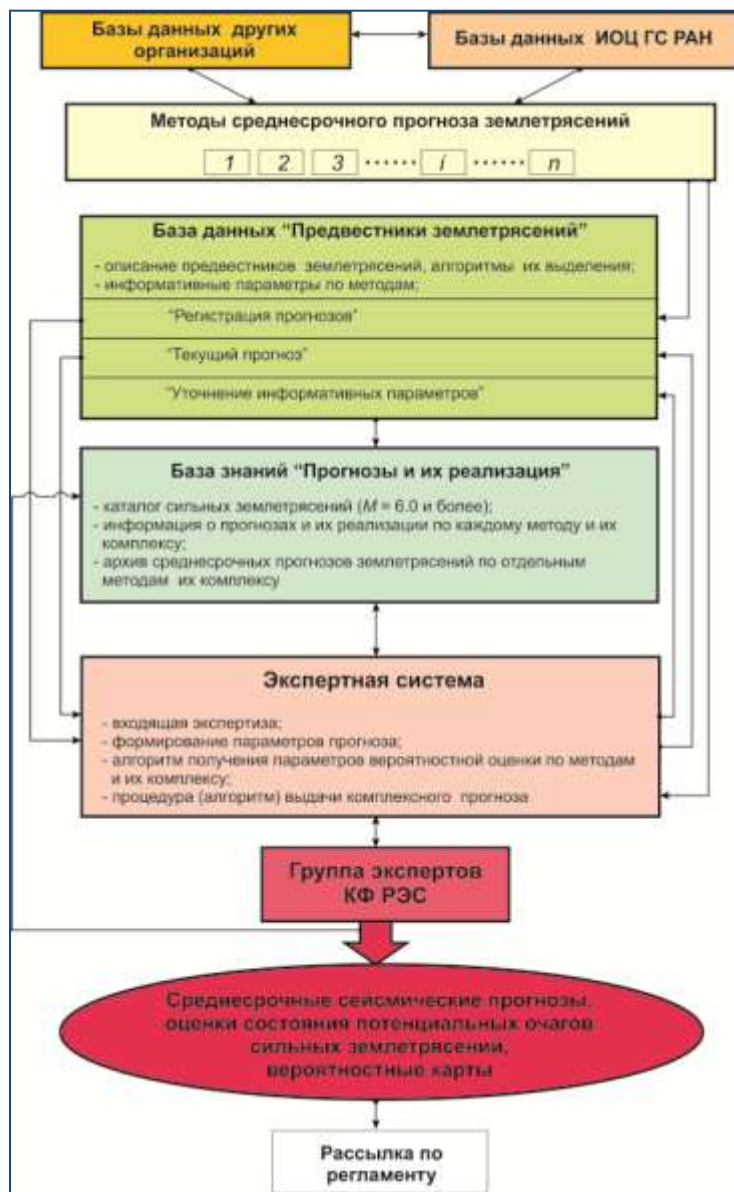 Базы данных других
организаций
Базы данных ИОЦ ГС РАН
Методы среднесрочного прогноза землетрясений
1 2 3 ...... i ...... n
База данных “Предвестники землетрясений”
- описание предвестников землетрясений, алгоритмы их выделения;
- информативные параметры по методам;
“Регистрация прогнозов”
“Текущий прогноз”
“Уточнение информативных параметров”
База знаний “Прогнозы и их реализация”
- каталог сильных землетрясений (M = 6.0 и более);
- информация о прогнозах и их реализации по каждому методу и их
комплексу;
- архив среднесрочных прогнозов землетрясений по отдельным
методам их комплексу
Экспертная система
- входящая экспертиза;
- формирование параметров прогноза;
- алгоритм получения параметров вероятностной оценки по методам
и их комплексу;
- процедура (алгоритм) выдачи комплексного прогноза
Группа экспертов
КФ РЭС
Среднесрочные сейсмические прогнозы,
оценки состояния потенциальных очагов
сильных землетрясении,
вероятностные карты
Рассылка по
регламенту